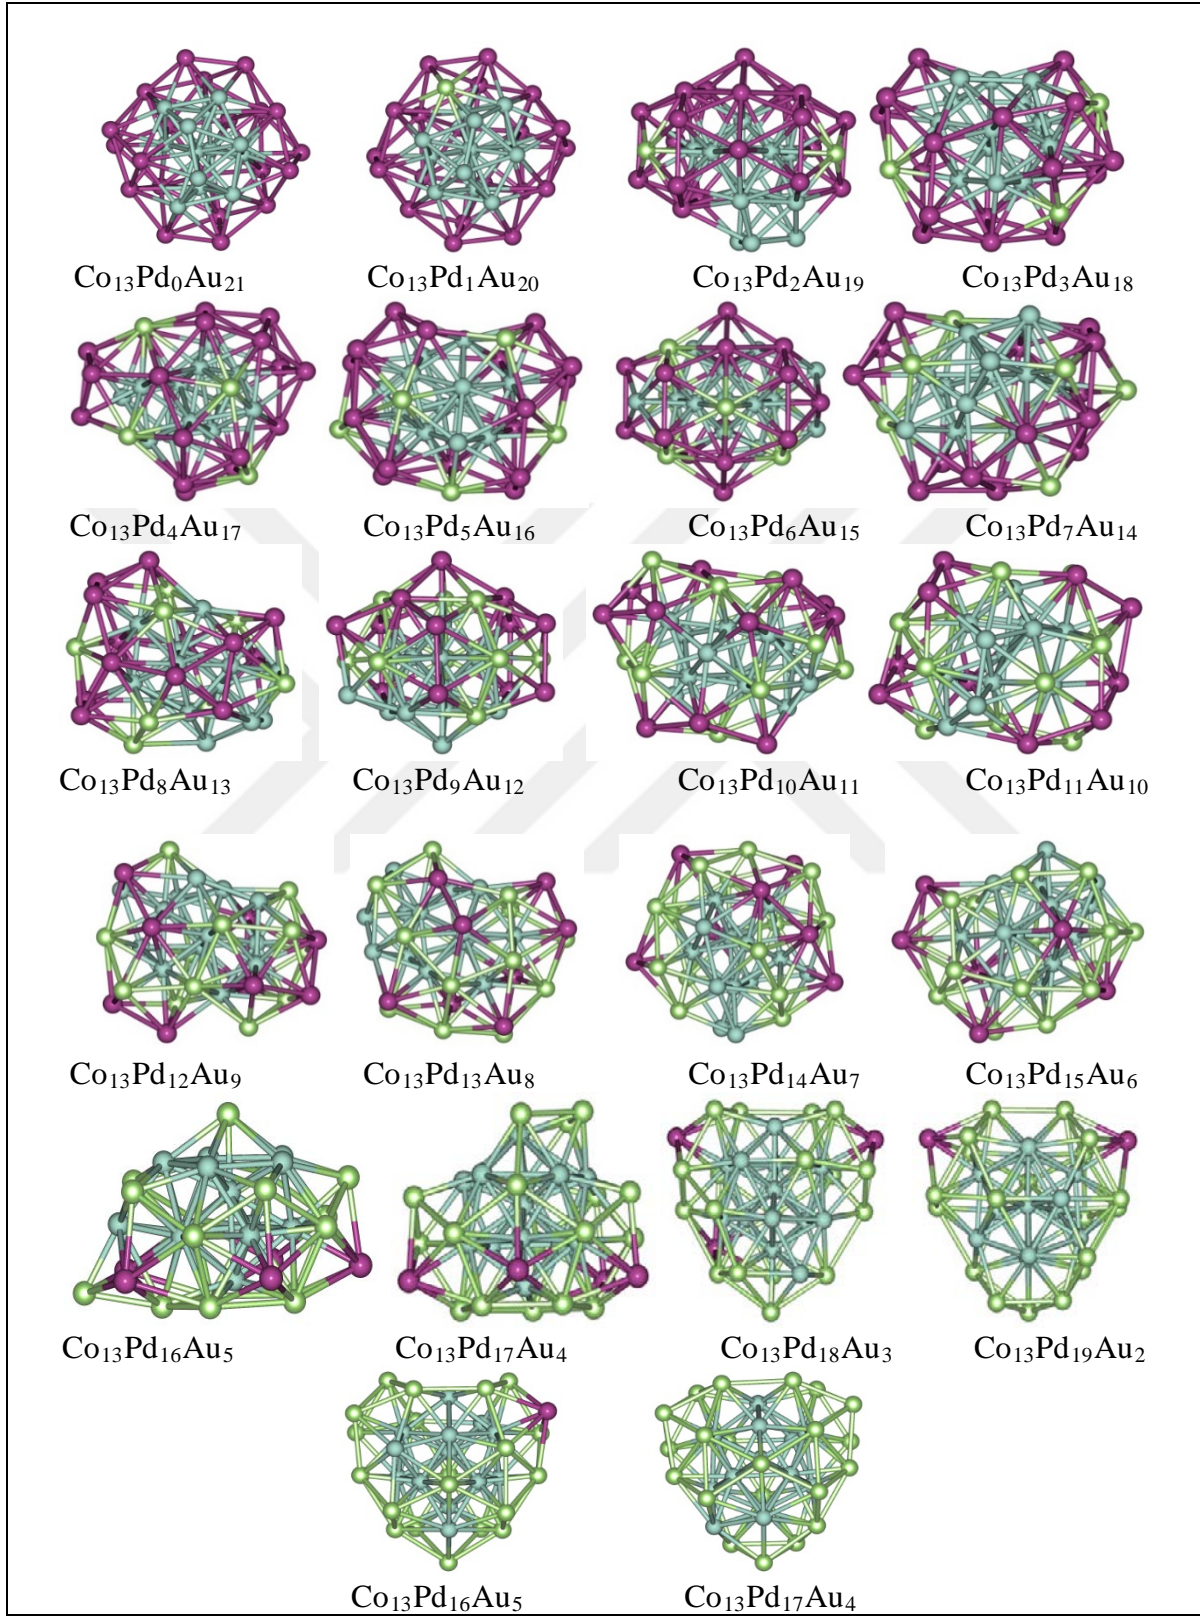 Co₁₃Pd₀Au₂₁ Co₁₃Pd₁Au₂₀ Co₁₃Pd₂Au₁₉ Co₁₃Pd₃Au₁₈
Co₁₃Pd₄Au₁₇ Co₁₃Pd₅Au₁₆ Co₁₃Pd₆Au₁₅ Co₁₃Pd₇Au₁₄
Co₁₃Pd₈Au₁₃ Co₁₃Pd₉Au₁₂ Co₁₃Pd₁₀Au₁₁ Co₁₃Pd₁₁Au₁₀
Co₁₃Pd₁₂Au₉ Co₁₃Pd₁₃Au₈ Co₁₃Pd₁₄Au₇ Co₁₃Pd₁₅Au₆
Co₁₃Pd₁₆Au₅ Co₁₃Pd₁₇Au₄ Co₁₃Pd₁₈Au₃ Co₁₃Pd₁₉Au₂
Co₁₃Pd₁₆Au₅ Co₁₃Pd₁₇Au₄